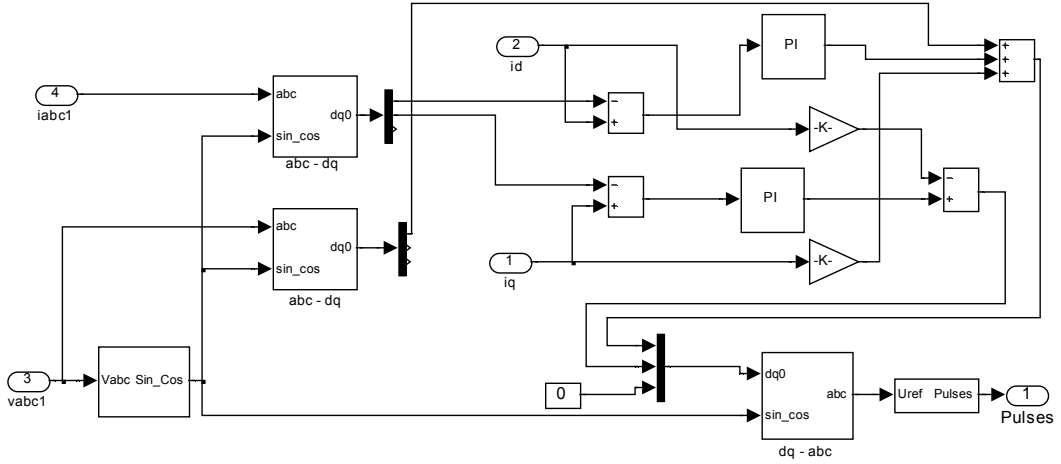 2
id
PI
+
+
+
4
iabc1
abc
dq0
sin_cos
abc - dq
−
+
-K-
−
+
PI
−
+
abc
dq0
sin_cos
abc - dq
1
iq
-K-
3
vabc1
Vabc Sin_Cos
0
dq0
abc
sin_cos
dq - abc
Uref Pulses
1
Pulses